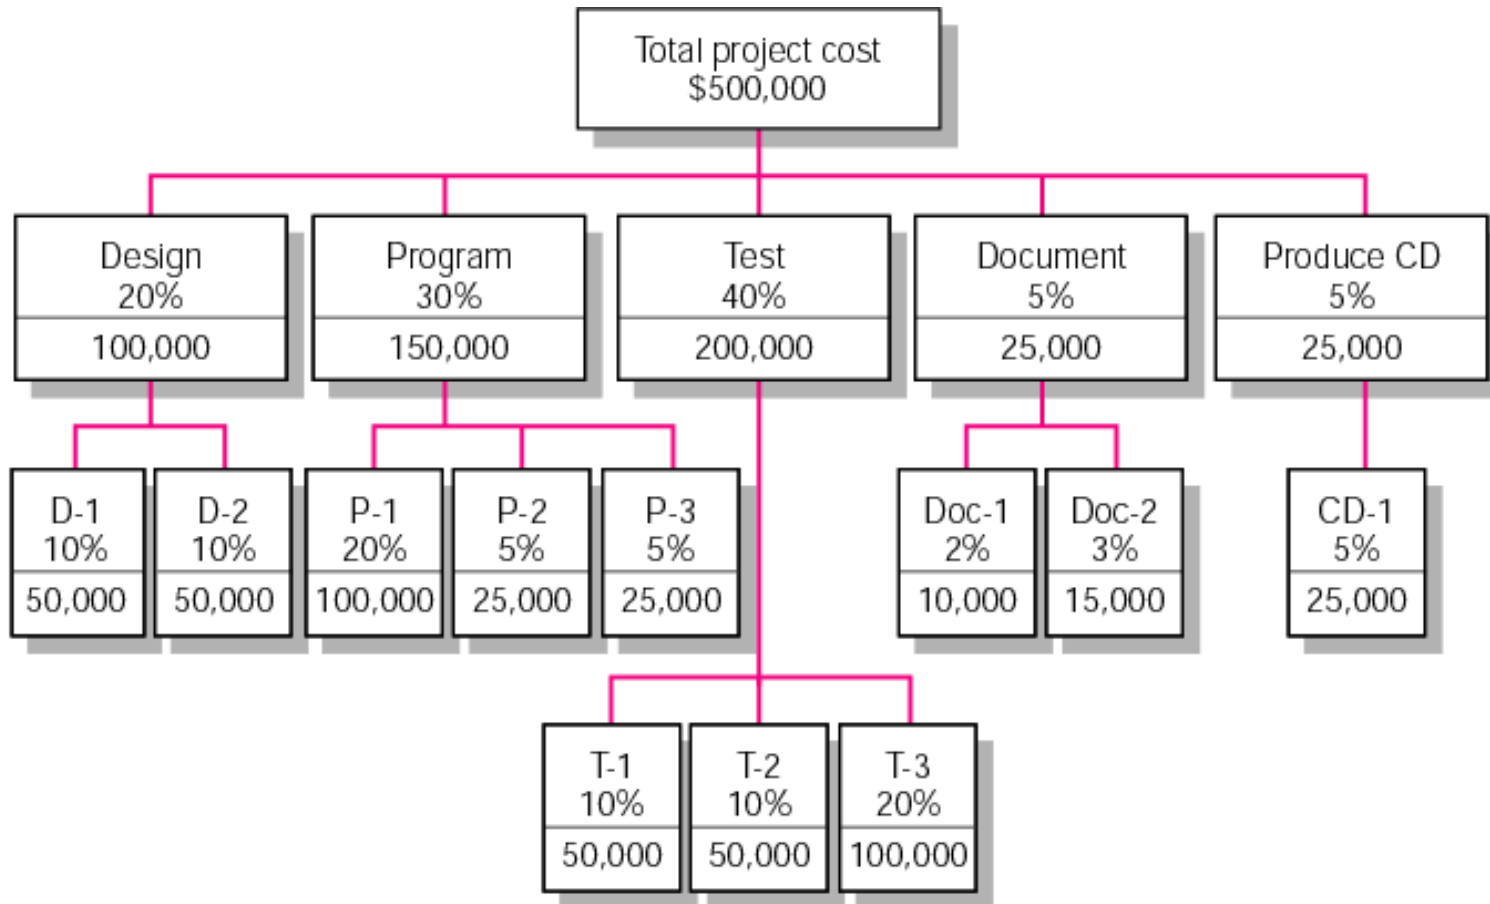 Total project cost
$500,000
Design
20%
100,000
Program
30%
150,000
Test
40%
200,000
Document
5%
25,000
Produce CD
5%
25,000
D-1
10%
50,000
D-2
10%
50,000
P-1
20%
100,000
P-2
5%
25,000
P-3
5%
25,000
Doc-1
2%
10,000
Doc-2
3%
15,000
CD-1
5%
25,000
T-1
10%
50,000
T-2
10%
50,000
T-3
20%
100,000